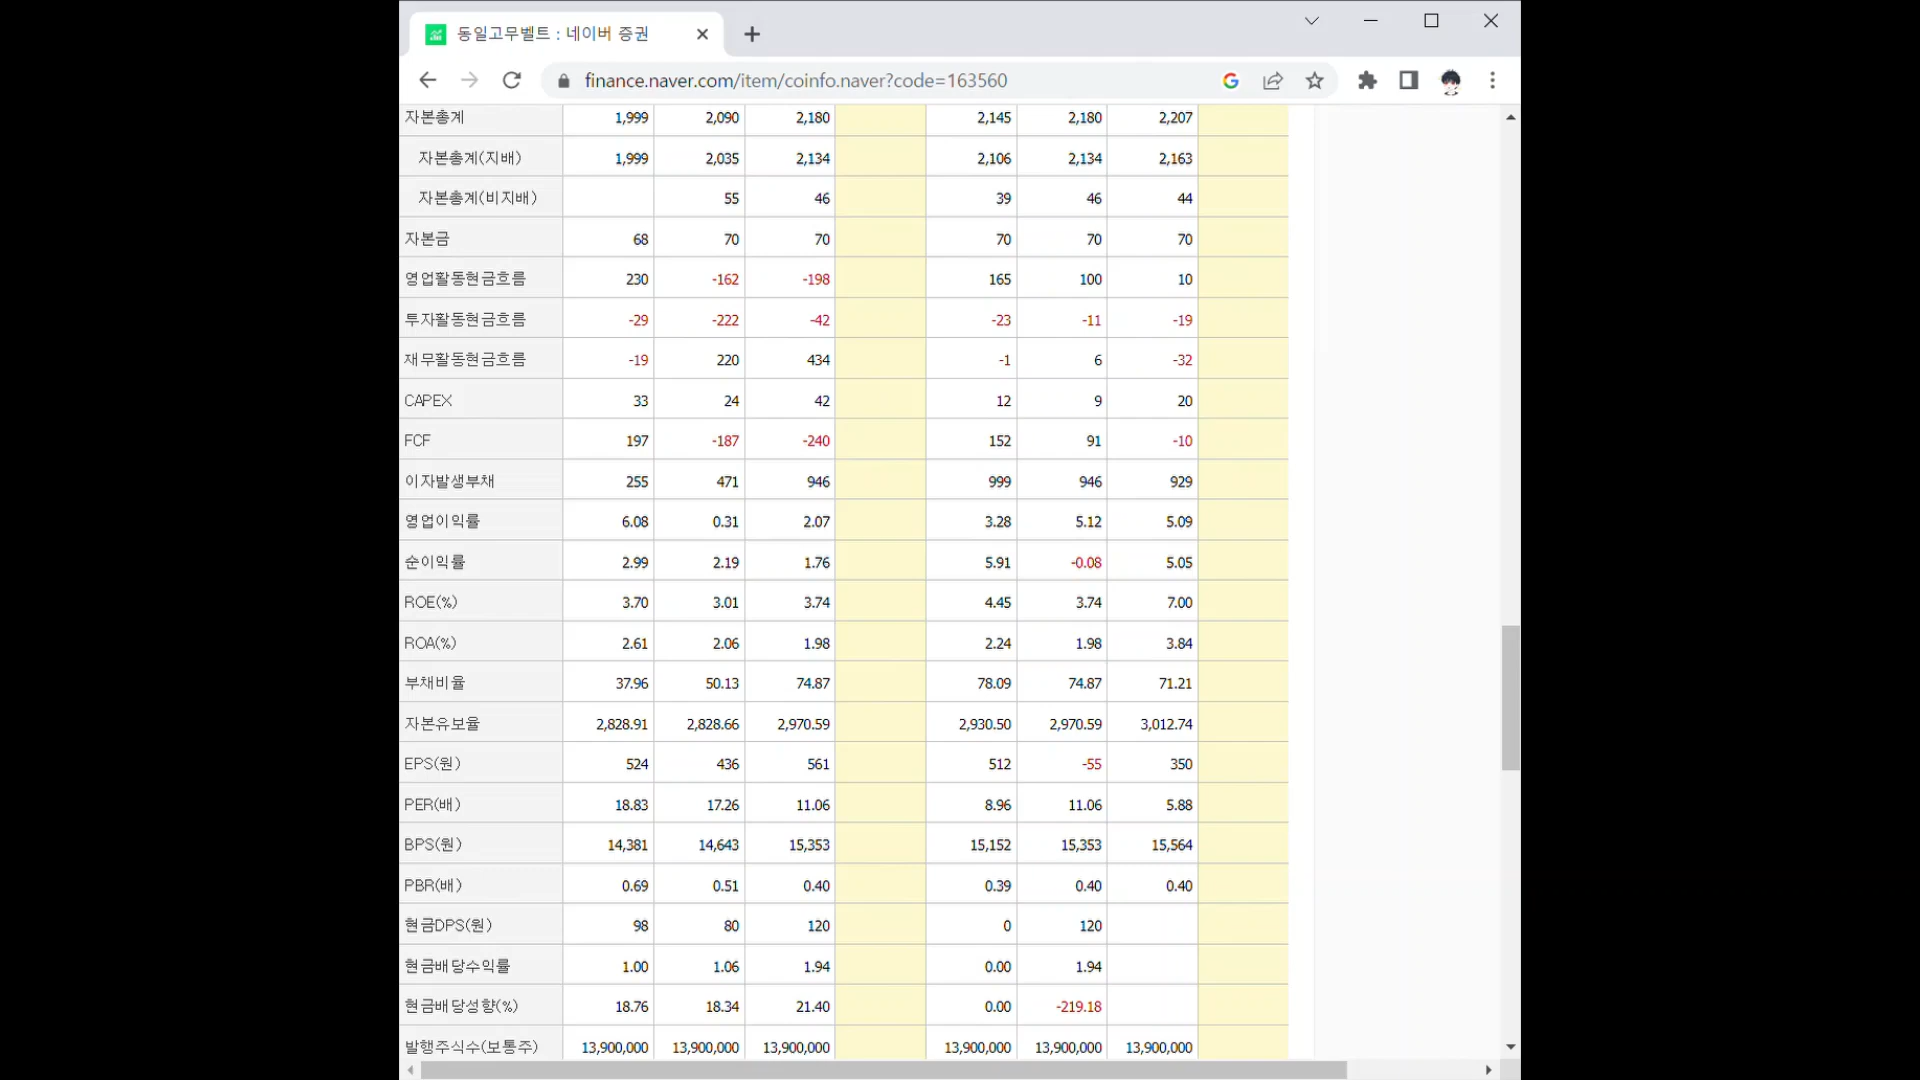 동일고무벨트 : 네이버 증권
finance.naver.com/item/coinfo.naver?code=163560
자본총계 1,999 2,090 2,180 2,145 2,180 2,207
자본총계(지배) 1,999 2,035 2,134 2,106 2,134 2,163
자본총계(비지배) 55 46 39 46 44
자본금 68 70 70 70 70 70
영업활동현금흐름 230 -162 -198 165 100 10
투자활동현금흐름 -29 -222 -42 -23 -11 -19
재무활동현금흐름 -19 220 434 -1 6 -32
CAPEX 33 24 42 12 9 20
FCF 197 -187 -240 152 91 -10
이자발생부채 255 471 946 999 946 929
영업이익률 6.08 0.31 2.07 3.28 5.12 5.09
순이익률 2.99 2.19 1.76 5.91 -0.08 5.05
ROE(%) 3.70 3.01 3.74 4.45 3.74 7.00
ROA(%) 2.61 2.06 1.98 2.24 1.98 3.84
부채비율 37.96 50.13 74.87 78.09 74.87 71.21
자본유보율 2,828.91 2,828.66 2,970.59 2,930.50 2,970.59 3,012.74
EPS(원) 524 436 561 512 -55 350
PER(배) 18.83 17.26 11.06 8.96 11.06 5.88
BPS(원) 14,381 14,643 15,353 15,152 15,353 15,564
PBR(배) 0.69 0.51 0.40 0.39 0.40 0.40
현금DPS(원) 98 80 120 0 120
현금배당수익률 1.00 1.06 1.94 0.00 1.94
현금배당성향(%) 18.76 18.34 21.40 0.00 -219.18
발행주식수(보통주) 13,900,000 13,900,000 13,900,000 13,900,000 13,900,000 13,900,000